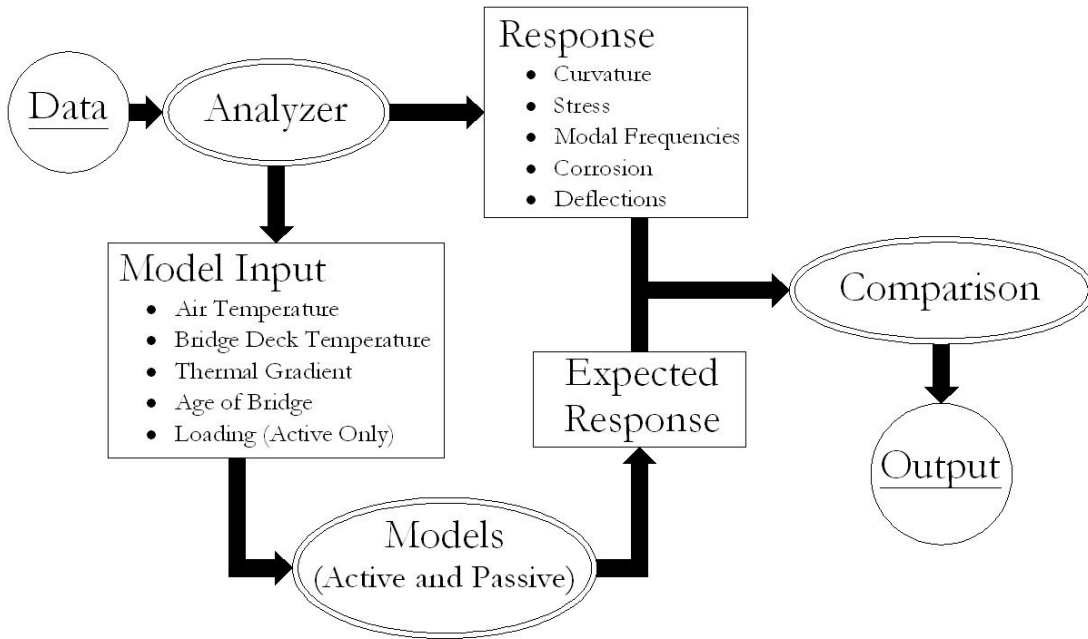 Data
Analyzer
Response
• Curvature
• Stress
• Modal Frequencies
• Corrosion
• Deflections
Model Input
• Air Temperature
• Bridge Deck Temperature
• Thermal Gradient
• Age of Bridge
• Loading (Active Only)
Models
(Active and Passive)
Expected
Response
Comparison
Output